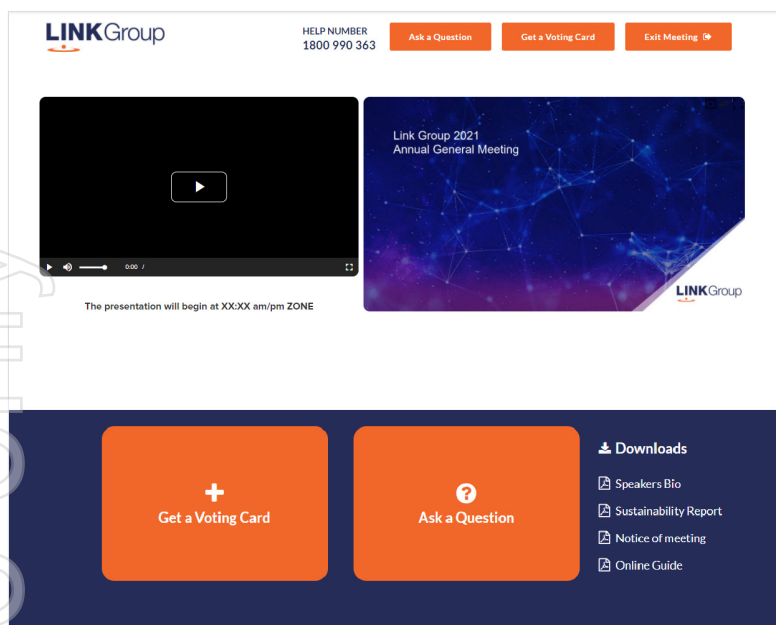 LINKGroup
HELP NUMBER
1800 990 363
Ask a Question
Get a Voting Card
Exit Meeting
Link Group 2021
Annual General Meeting
0:00 /
LINKGroup
The presentation will begin at XX:XX am/pm ZONE
Get a Voting Card
Ask a Question
Downloads
Speakers Bio
Sustainability Report
Notice of meeting
Online Guide